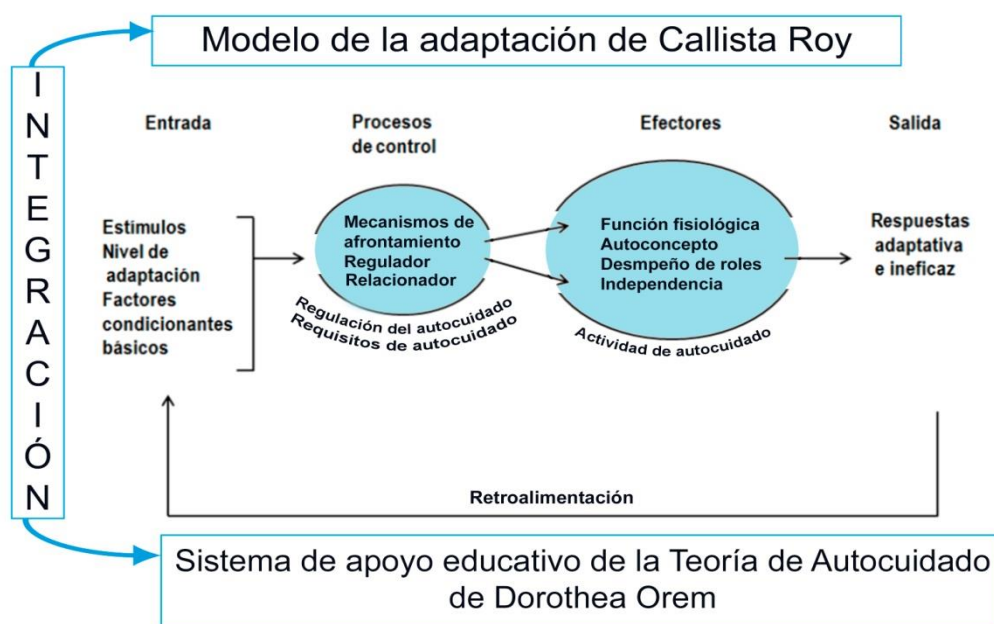 Modelo de la adaptación de Callista Roy
INTEGRACIÓN
Entrada
Procesos
de control
Efectores
Salida
Estímulos
Nivel de
adaptación
Factores
condicionantes
básicos
Mecanismos de
afrontamiento
Regulador
Relacionador
Regulación del autocuidado
Requisitos de autocuidado
Función fisiológica
Autoconcepto
Desmpeño de roles
Independencia
Actividad de autocuidado
Respuestas
adaptativa
e ineficaz
Retroalimentación
Sistema de apoyo educativo de la Teoría de Autocuidado
de Dorothea Orem